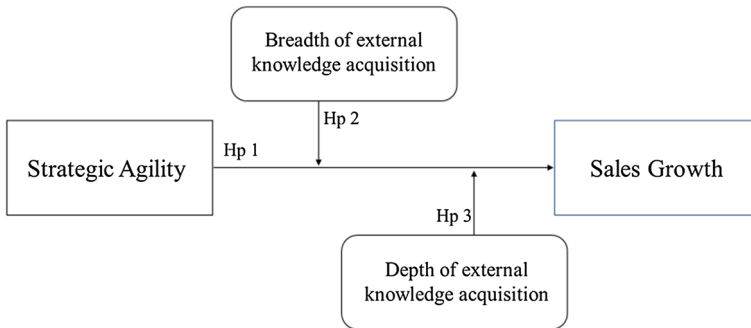 Breadth of external
knowledge acquisition
Hp 2
Hp 1
Strategic Agility
Sales Growth
Hp 3
Depth of external
knowledge acquisition